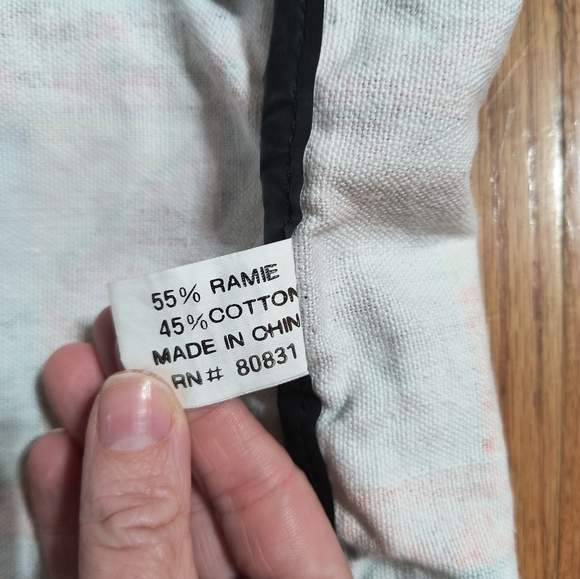 55% RAMIE
45% COTTON
MADE IN CHIN
RN# 80831